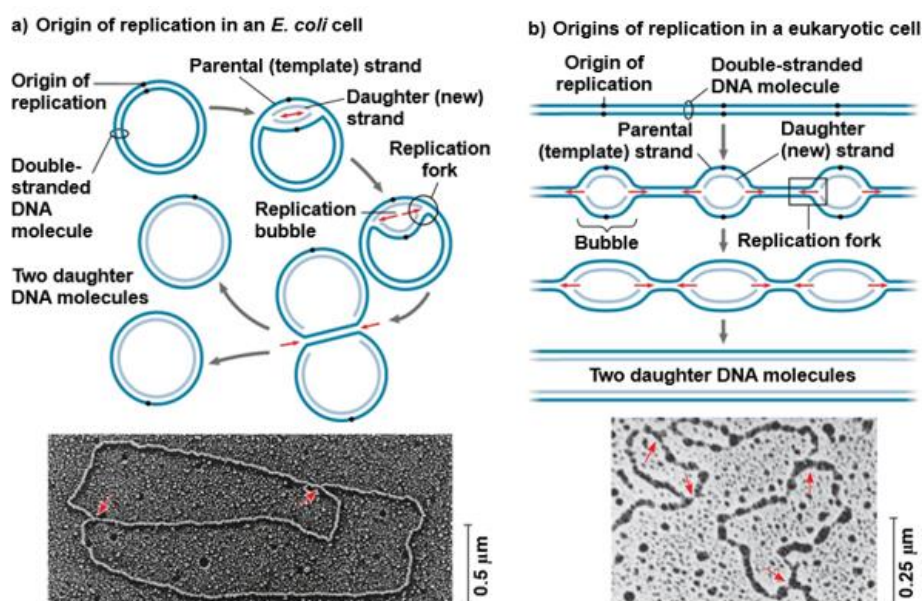 a) Origin of replication in an E. coli cell
Origin of
replication
Parental (template) strand
Daughter (new)
strand
Replication
fork
Double-
stranded
DNA
molecule
Replication
bubble
Two daughter
DNA molecules
0.5 μm
b) Origins of replication in a eukaryotic cell
Origin of
replication
Double-stranded
DNA molecule
Parental
(template) strand
Daughter
(new) strand
Bubble
Replication fork
Two daughter DNA molecules
0.25 μm